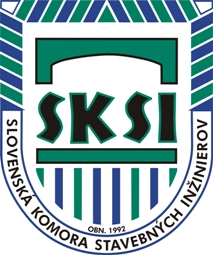 SKSI
OBN. 1992
SLOVENSKÁ KOMORA STAVEBNÝCH INŽINIEROV